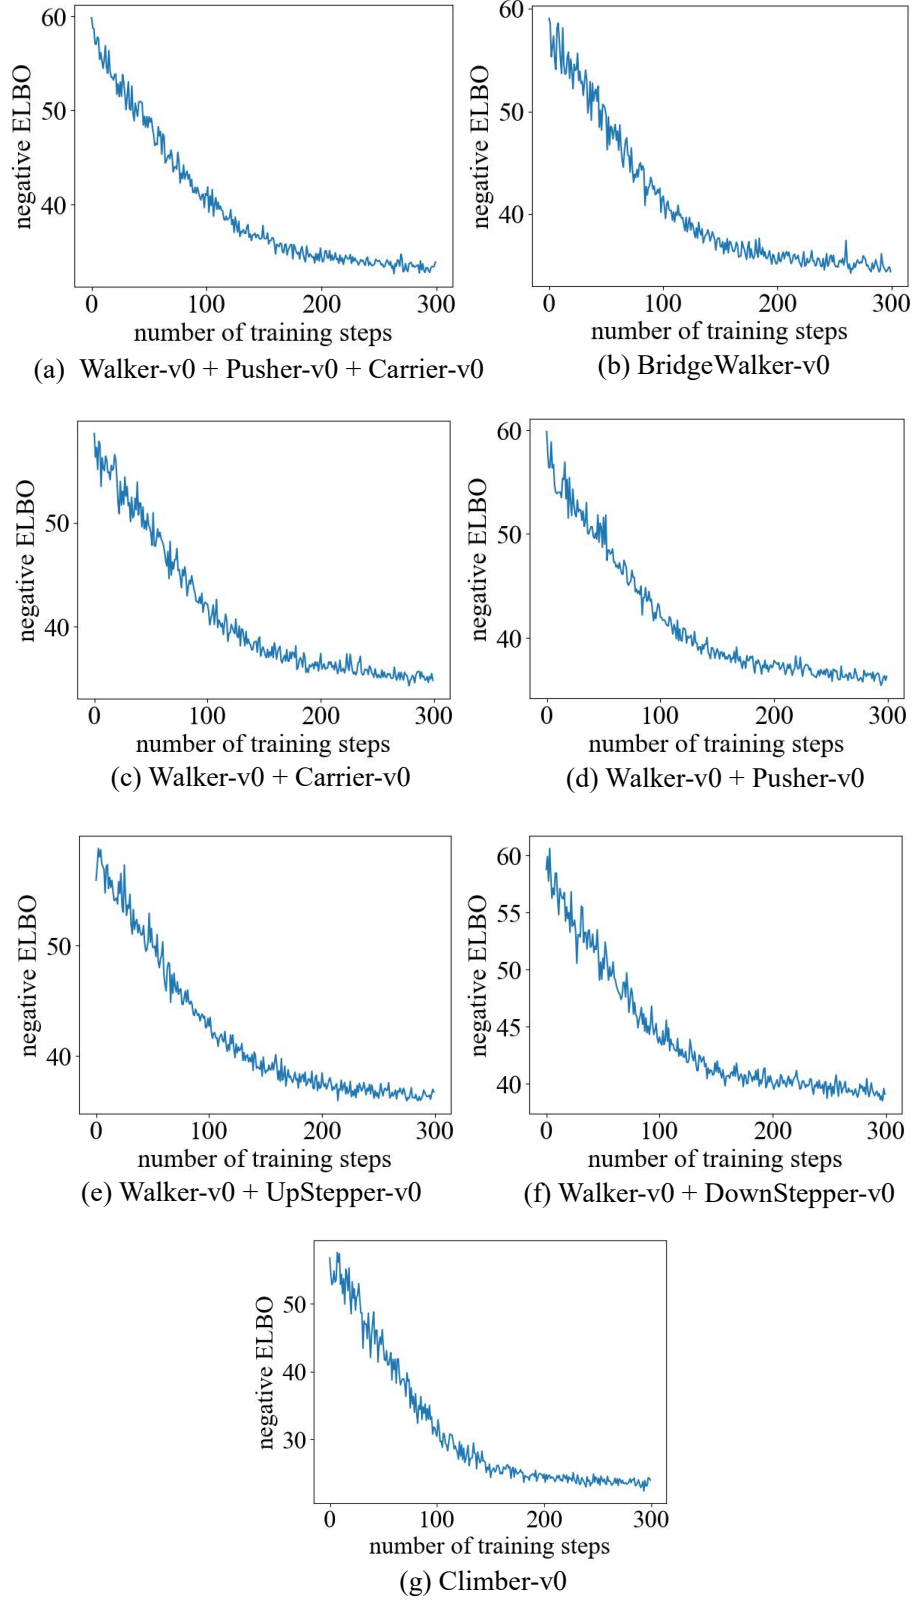 60
50
40
negative ELBO
0 100 200 300
number of training steps
(a) Walker-v0 + Pusher-v0 + Carrier-v0
60
50
40
negative ELBO
0 100 200 300
number of training steps
(b) BridgeWalker-v0
50
40
negative ELBO
0 100 200 300
number of training steps
(c) Walker-v0 + Carrier-v0
60
50
40
negative ELBO
0 100 200 300
number of training steps
(d) Walker-v0 + Pusher-v0
50
40
negative ELBO
0 100 200 300
number of training steps
(e) Walker-v0 + UpStepper-v0
60
55
50
45
40
negative ELBO
0 100 200 300
number of training steps
(f) Walker-v0 + DownStepper-v0
50
40
30
negative ELBO
0 100 200 300
number of training steps
(g) Climber-v0